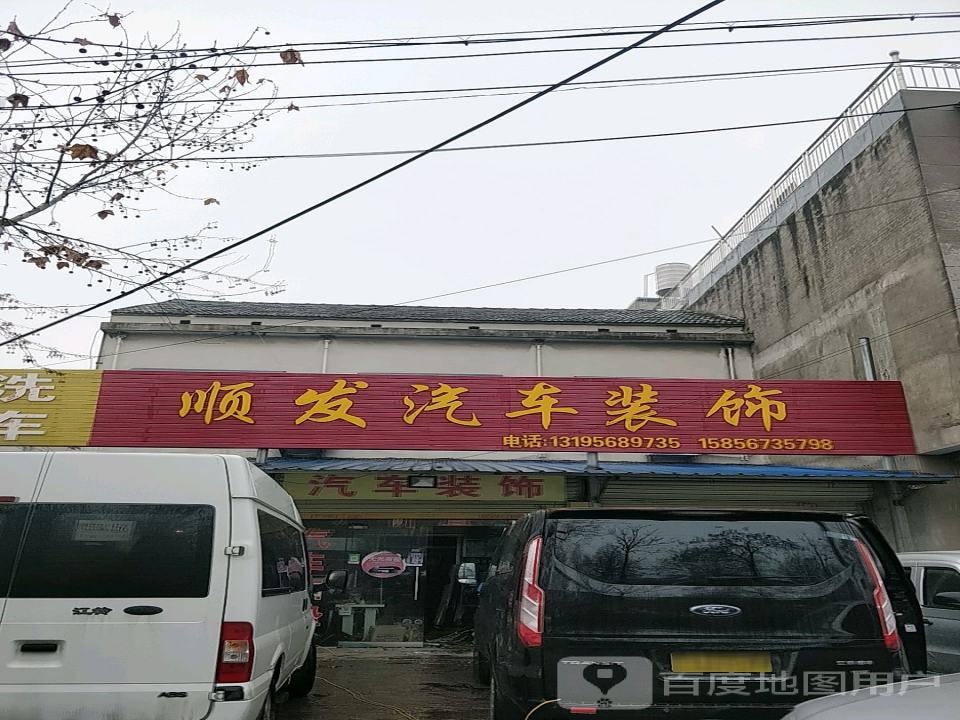 洗
车
顺发汽车装饰
电话:13195689735 15856735798
汽车装饰
江铃
ABS
Ford
TRANSIT
百度地图用户